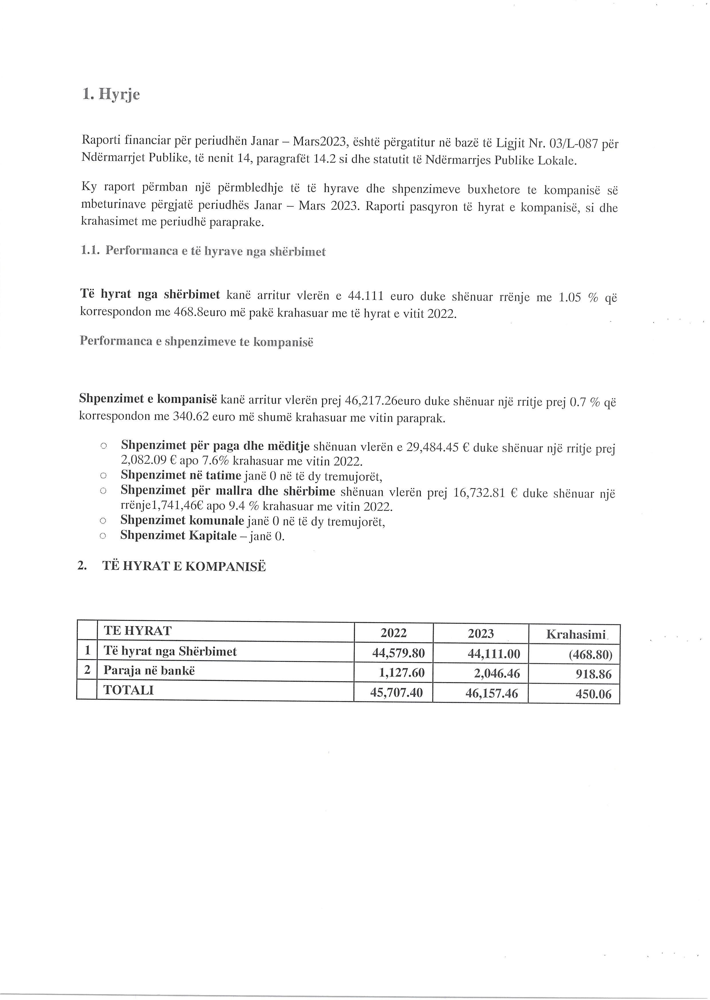 1. Hyrje
Raporti financiar për periudhën Janar – Mars2023, është përgatitur në bazë të Ligjit Nr. 03/L-087 për
Ndërmarrjet Publike, të nenit 14, paragrafët 14.2 si dhe statutit të Ndërmarrjes Publike Lokale.
Ky raport përmban një përmbledhje të të hyrave dhe shpenzimeve buxhetore te kompanisë së
mbeturinave përgjatë periudhës Janar – Mars 2023. Raporti pasqyron të hyrat e kompanisë, si dhe
krahasimet me periudhë paraprake.
1.1. Performanca e të hyrave nga shërbimet
Të hyrat nga shërbimet kanë arritur vlerën e 44.111 euro duke shënuar rrënje me 1.05 % që
korrespondon me 468.8euro më pakë krahasuar me të hyrat e vitit 2022.
Performanca e shpenzimeve te kompanisë
Shpenzimet e kompanisë kanë arritur vlerën prej 46,217.26euro duke shënuar një rritje prej 0.7 % që
korrespondon me 340.62 euro më shumë krahasuar me vitin paraprak.
○ Shpenzimet për paga dhe mëditje shënuan vlerën e 29,484.45 € duke shënuar një rritje prej
2,082.09 € apo 7.6% krahasuar me vitin 2022.
○ Shpenzimet në tatime janë 0 në të dy tremujorët,
○ Shpenzimet për mallra dhe shërbime shënuan vlerën prej 16,732.81 € duke shënuar një
rrënje1,741,46€ apo 9.4 % krahasuar me vitin 2022.
○ Shpenzimet komunale janë 0 në të dy tremujorët,
○ Shpenzimet Kapitale – janë 0.
2. TË HYRAT E KOMPANISË
TE HYRAT 2022 2023 Krahasimi
1 Të hyrat nga Shërbimet 44,579.80 44,111.00 (468.80)
2 Paraja në bankë 1,127.60 2,046.46 918.86
TOTALI 45,707.40 46,157.46 450.06